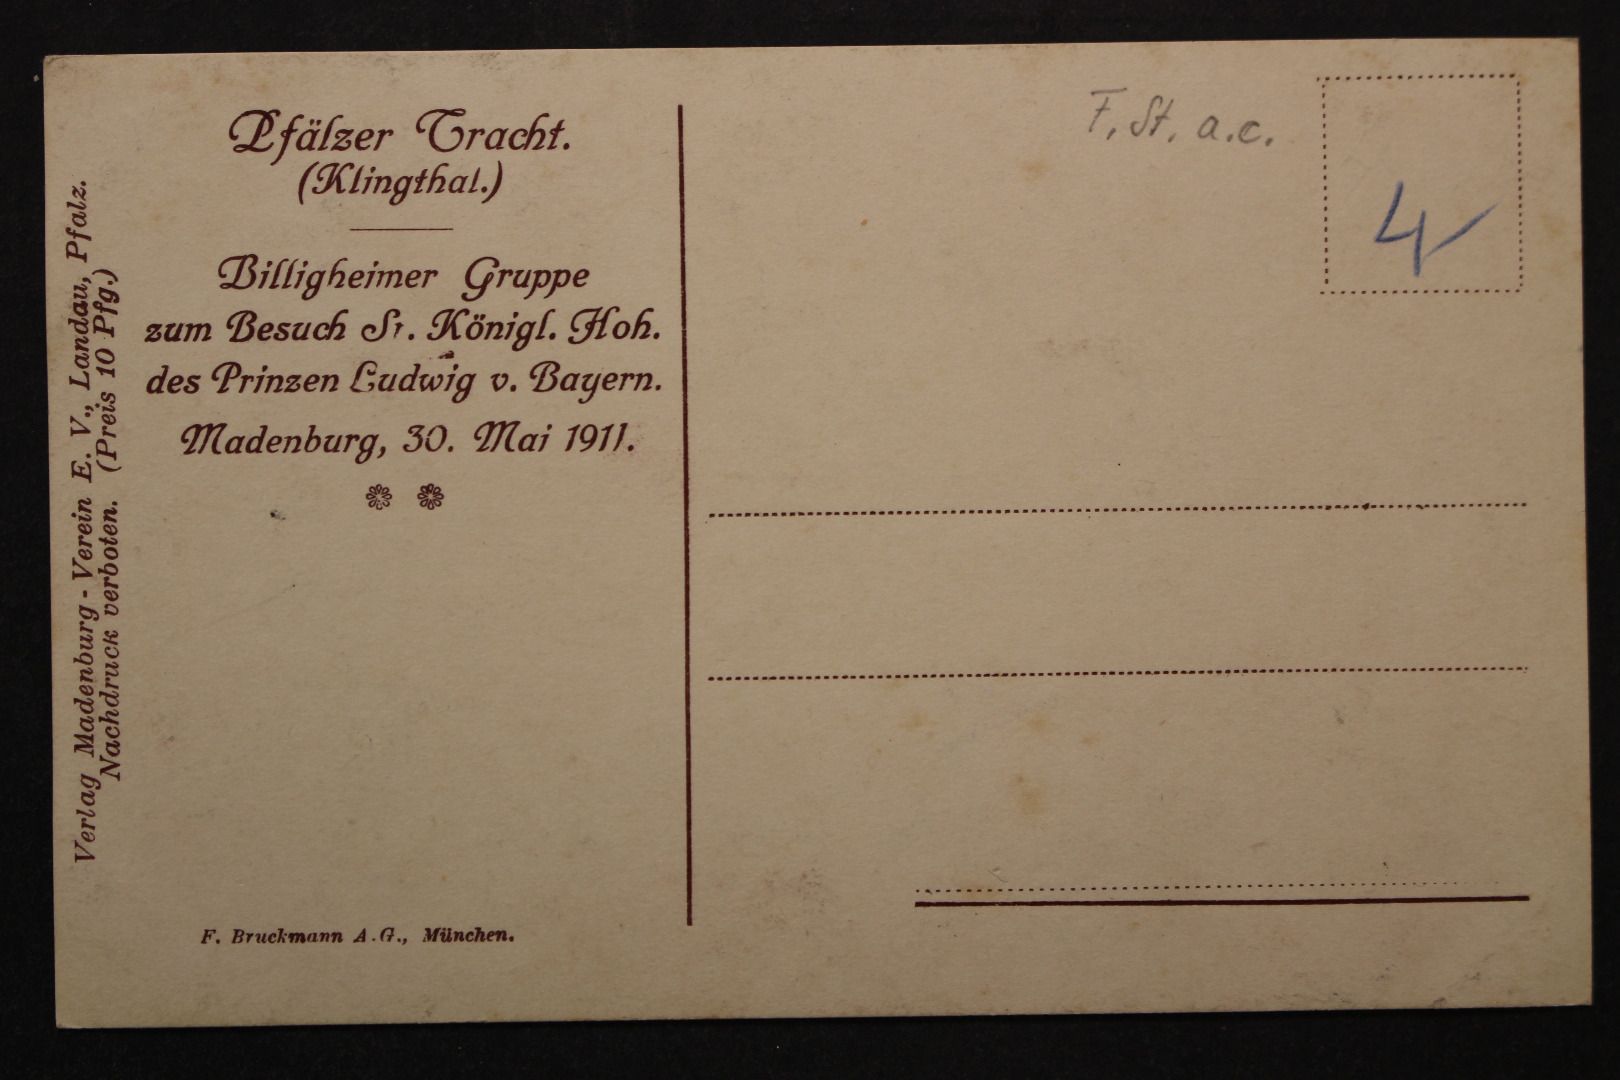 Pfälzer Tracht.
(Klingthal.)
Billigheimer Gruppe
zum Besuch Sr. Königl. Hoh.
des Prinzen Ludwig v. Bayern.
Madenburg, 30. Mai 1911.
Verlag Madenburg-Verein E. V., Landau, Pfalz.
Nachdruck verboten. (Preis 10 Pfg.)
F. Bruckmann A.G., München.
F. St. a.c.
4